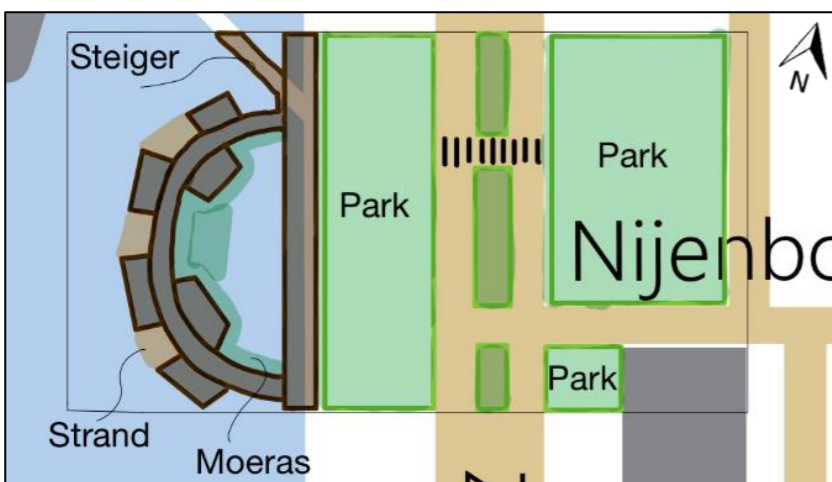 Steiger
N
Park
Park
Nijenbo
Park
Strand
Moeras